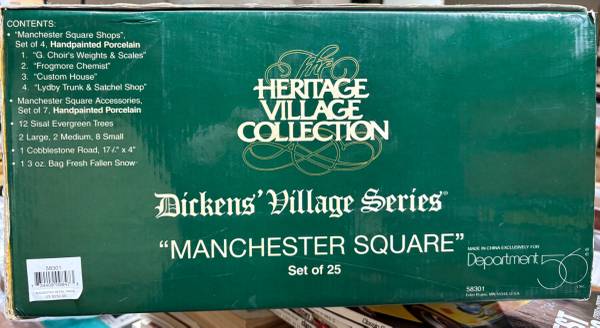 CONTENTS:
• "Manchester Square Shops",
Set of 4, Handpainted Porcelain
1. "G. Choir's Weights & Scales"
2. "Frogmore Chemist"
3. "Custom House"
4. "Lydby Trunk & Satchel Shop"
• Manchester Square Accessories,
Set of 7, Handpainted Porcelain
• 12 Sisal Evergreen Trees
2 Large, 2 Medium, 8 Small
• 1 Cobblestone Road, 17½" x 4"
• 1 3 oz. Bag Fresh Fallen Snow
The
HERITAGE
VILLAGE
COLLECTION
Dickens' Village Series®
"MANCHESTER SQUARE"
Set of 25
MADE IN CHINA EXCLUSIVELY FOR
Department 56
INC.
58301
58301